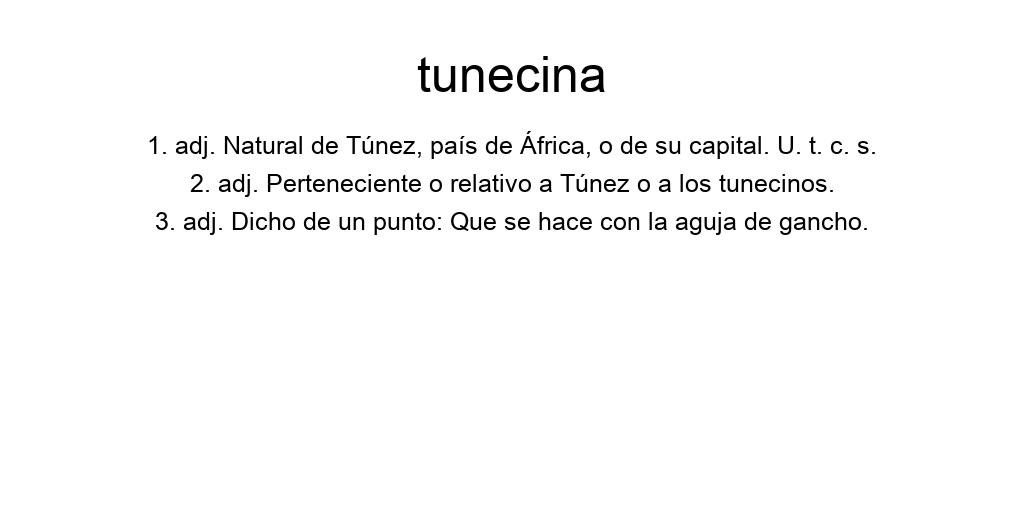 tunecina
1. adj. Natural de Túnez, país de África, o de su capital. U. t. c. s.
2. adj. Perteneciente o relativo a Túnez o a los tunecinos.
3. adj. Dicho de un punto: Que se hace con la aguja de gancho.